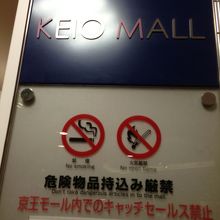 KEIO MALL
禁煙 火気厳禁
No smoking No open flame
危険物品持込み厳禁
Don't carry dangerous articles in to the mall
京王モール内でのキャッチセールス禁止